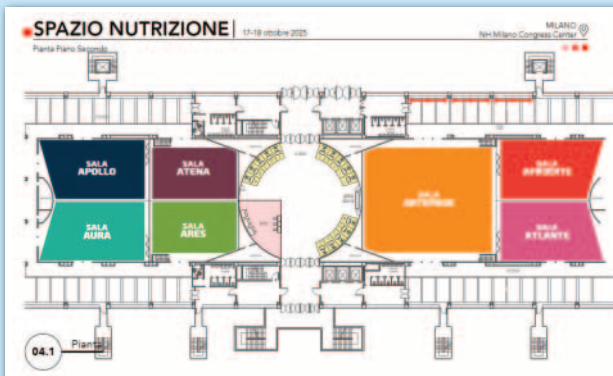 SPAZIO NUTRIZIONE | 17-18 ottobre 2025
MILANO
NH Milano Congress Center
Pianta Piano Secondo
SALA
APOLLO
SALA
ATENA
SALA
ARTEMIDE
SALA
AFRODITE
SALA
AURA
SALA
ARES
SALA
ATLANTE
04.1
Pianta